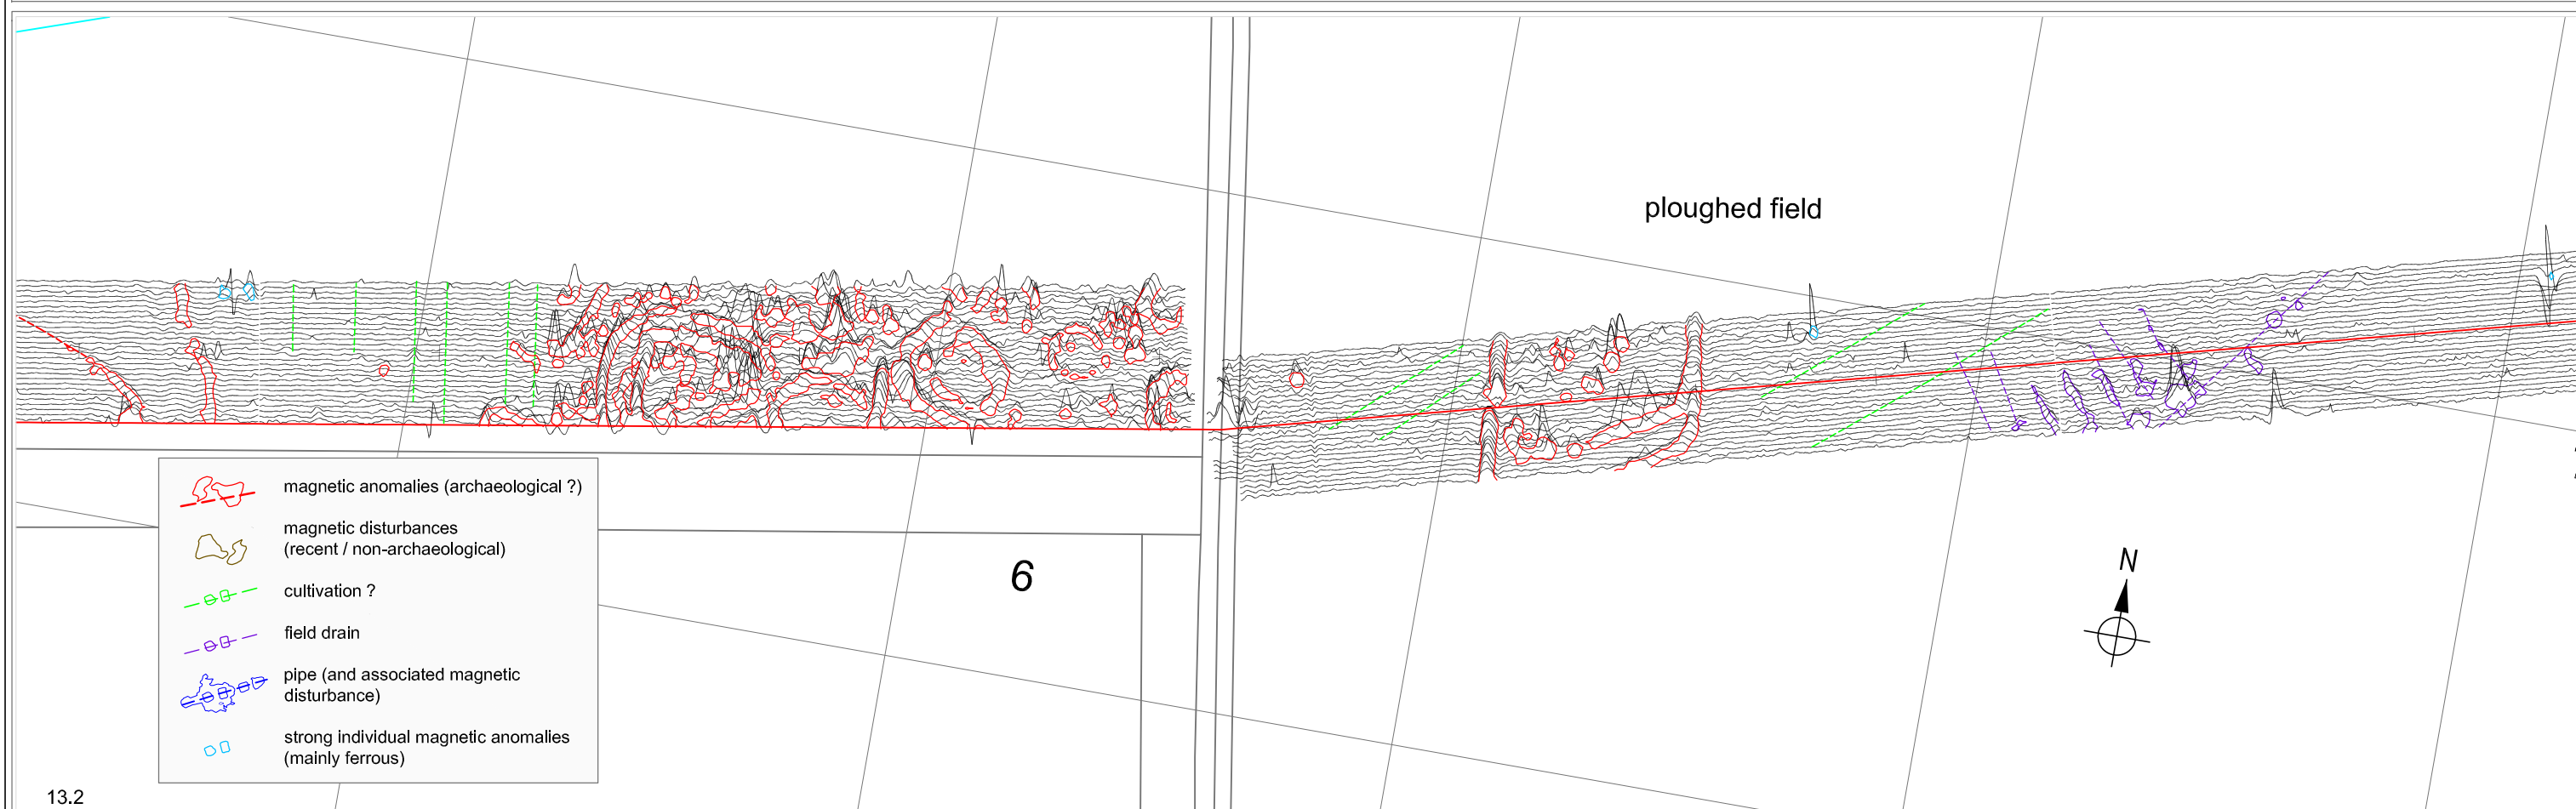 ploughed field
magnetic anomalies (archaeological ?)
magnetic disturbances
(recent / non-archaeological)
cultivation ?
field drain
pipe (and associated magnetic
disturbance)
strong individual magnetic anomalies
(mainly ferrous)
6
N
13.2